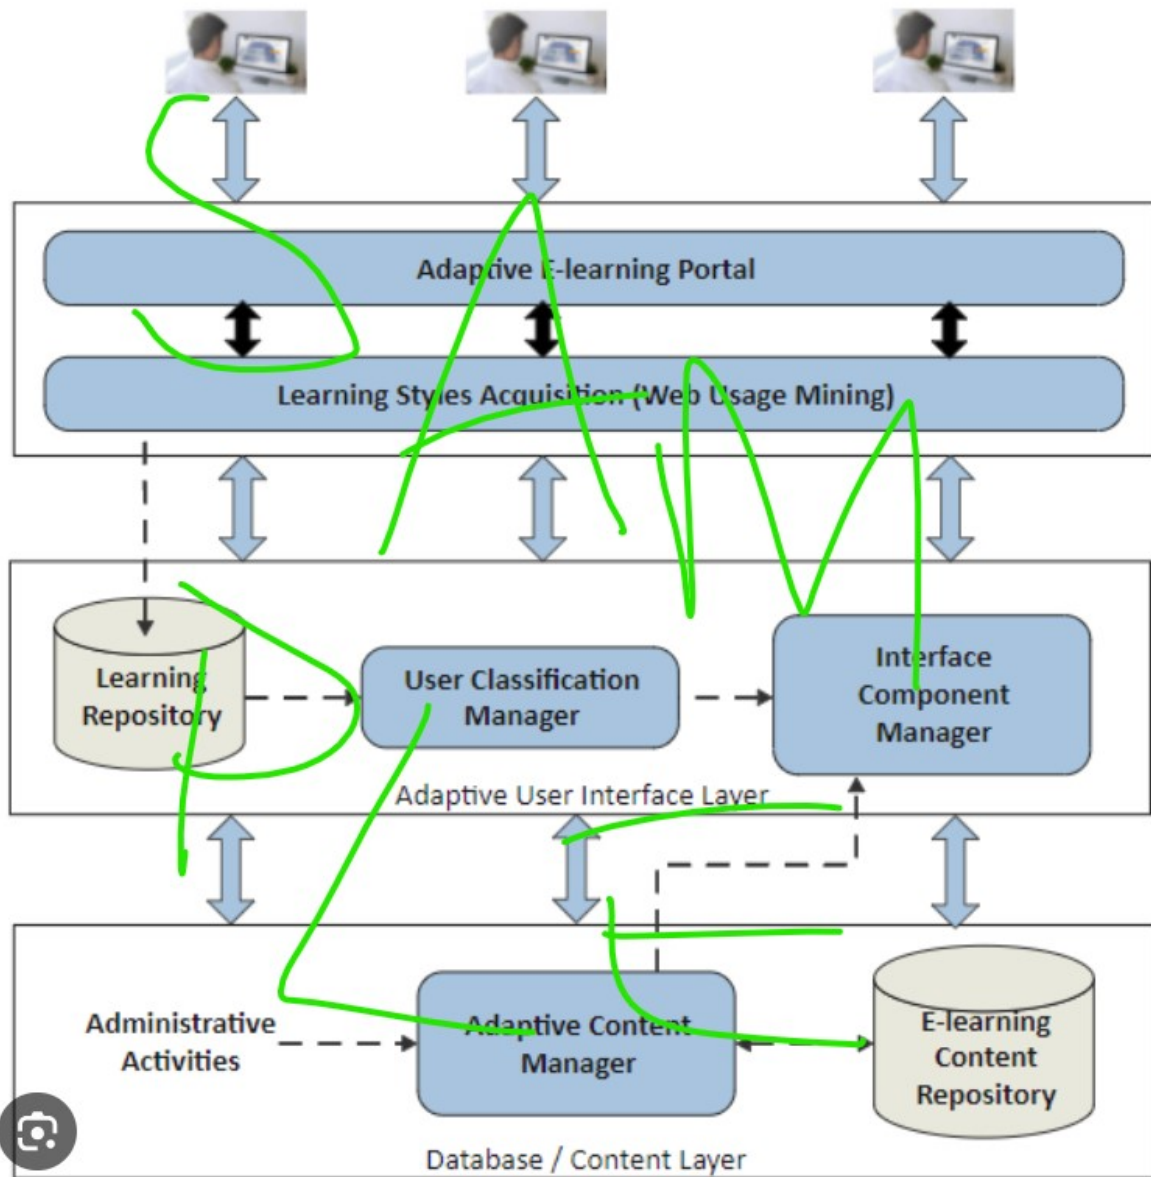 Adaptive E-learning Portal
Learning Styles Acquisition (Web Usage Mining)
Learning
Repository
User Classification
Manager
Interface
Component
Manager
Adaptive User Interface Layer
Administrative
Activities
Adaptive Content
Manager
E-learning
Content
Repository
Database / Content Layer
SAMPLE